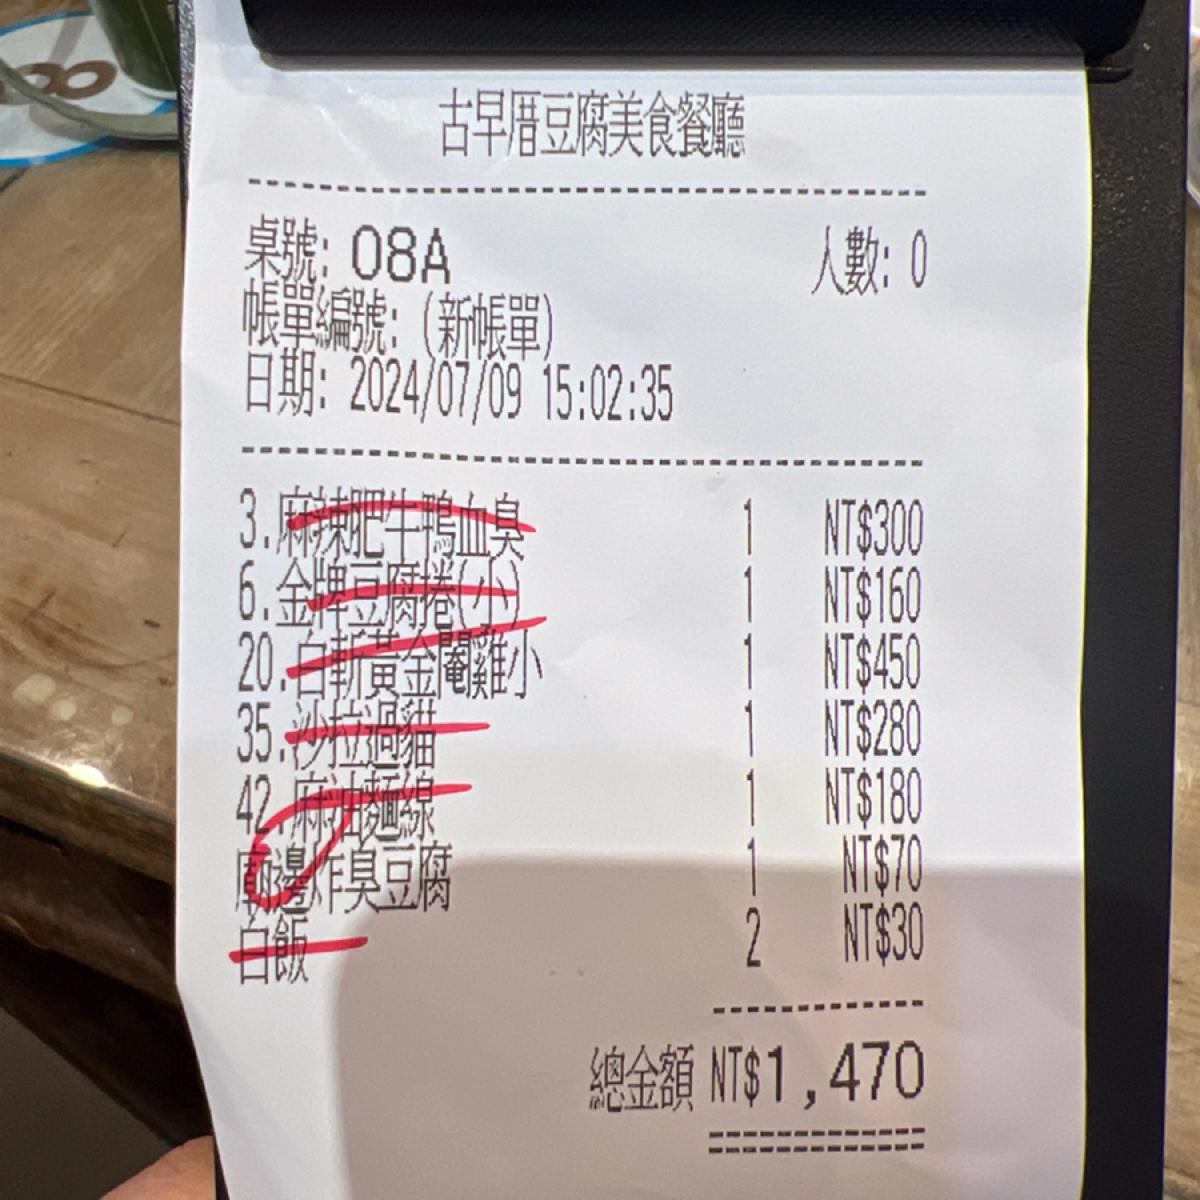 古早厝豆腐美食餐廳
桌號: 08A 人數: 0
帳單編號: (新帳單)
日期: 2024/07/09 15:02:35
3.麻辣肥牛鴨血臭 1 NT$300
6.金牌豆腐捲(小) 1 NT$160
20.白斬黃金閹雞小 1 NT$450
35.沙拉過貓 1 NT$280
42.麻油麵線 1 NT$180
廟邊炸臭豆腐 1 NT$70
白飯 2 NT$30
總金額 NT$1,470